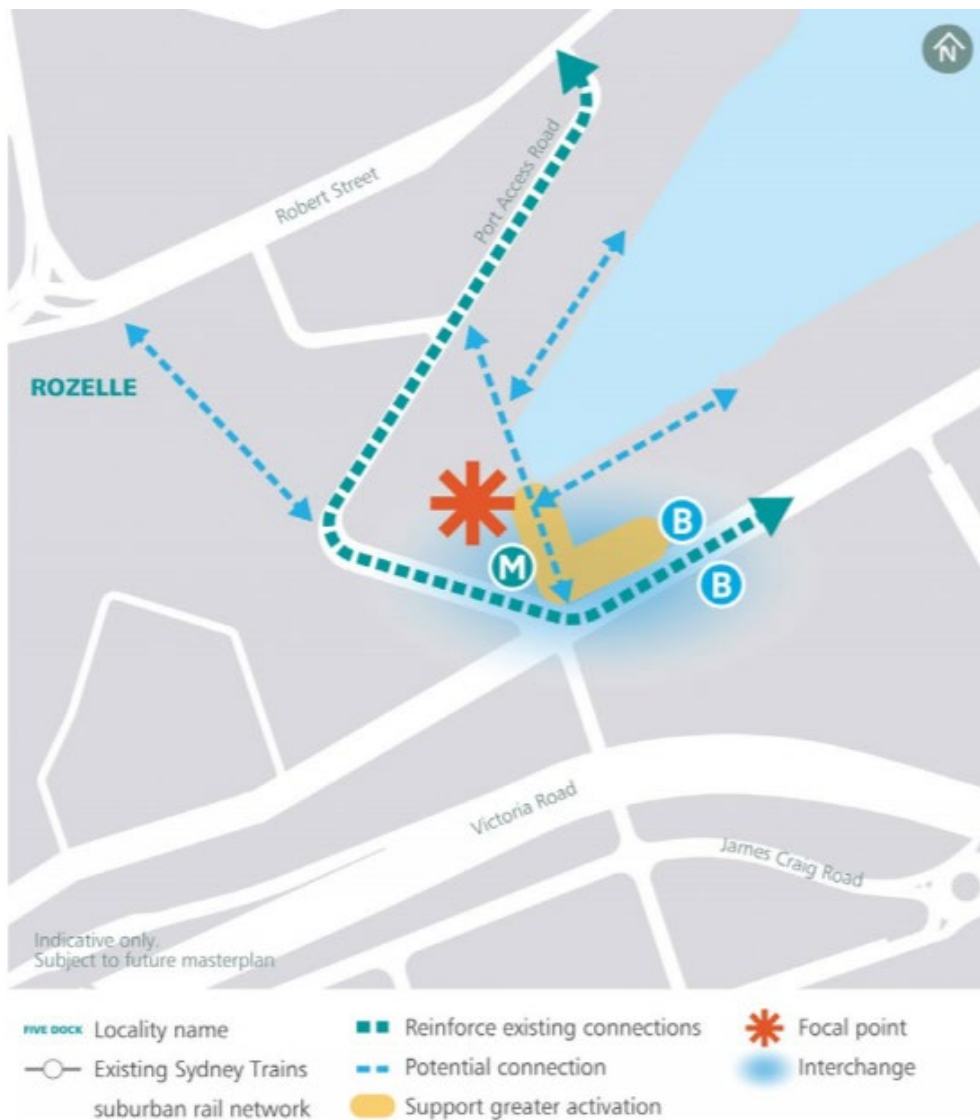 N
Robert Street
Port Access Road
ROZELLE
M
B
B
Victoria Road
James Craig Road
Indicative only.
Subject to future masterplan
FIVE DOCK Locality name
Existing Sydney Trains
suburban rail network
Reinforce existing connections
Potential connection
Support greater activation
Focal point
Interchange